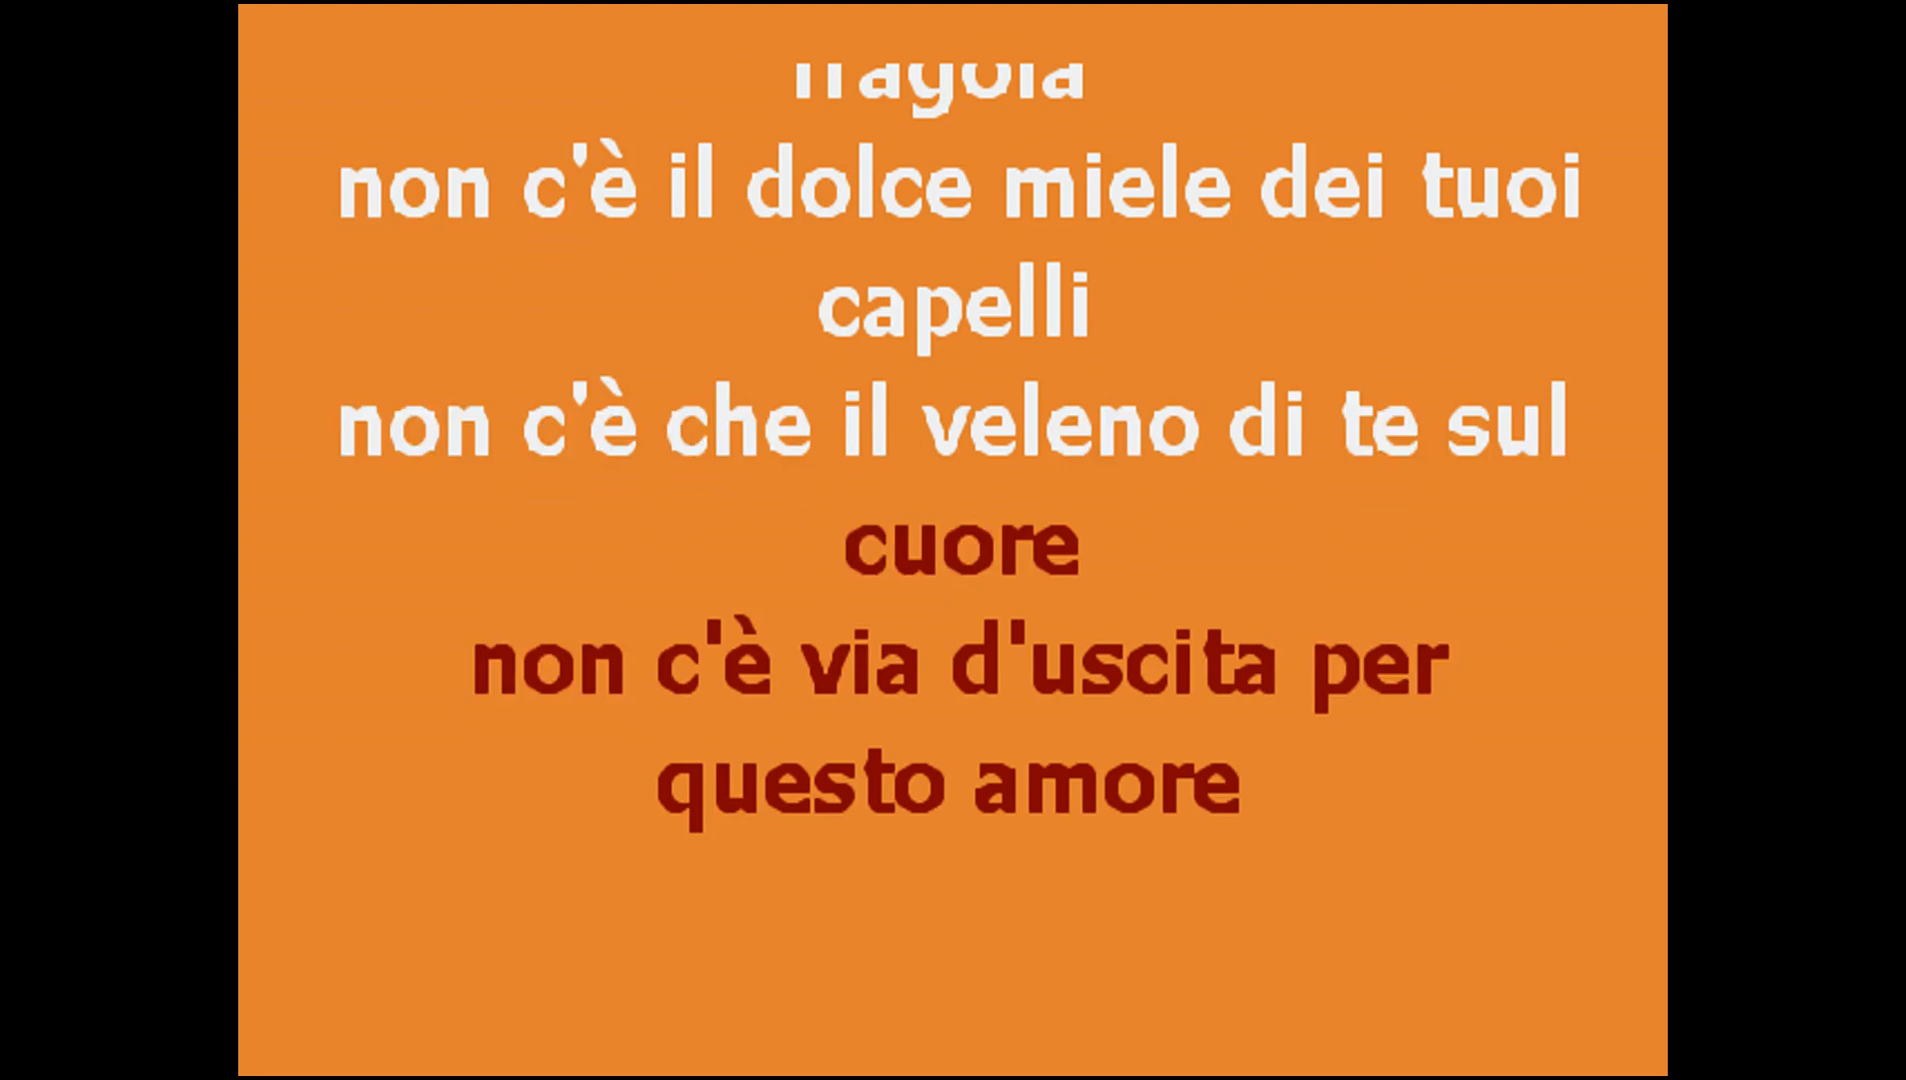 non c'è il dolce miele dei tuoi
capelli
non c'è che il veleno di te sul
cuore
non c'è via d'uscita per
questo amore